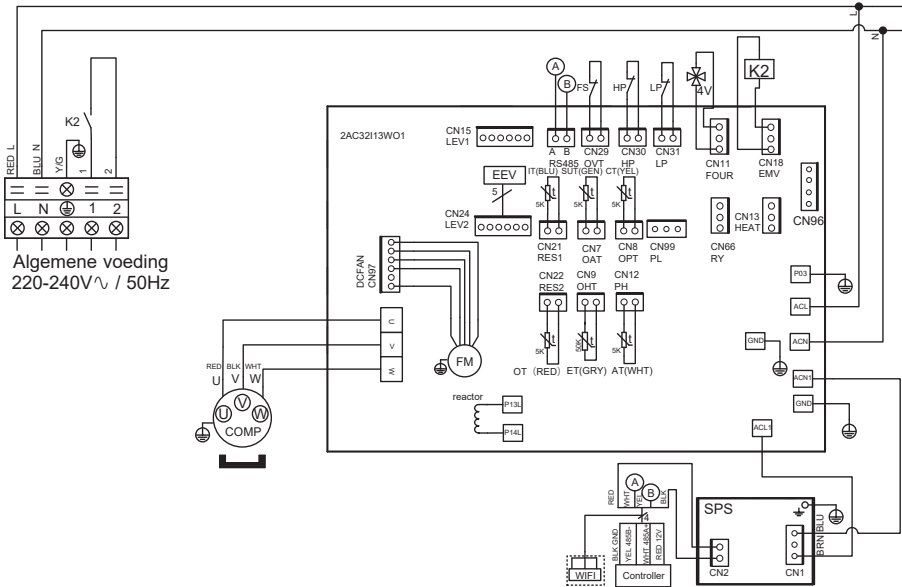 L
N
RED L
BLU N
Y/G
K2
1
2
L N 1 2
Algemene voeding
220-240V∿ / 50Hz
2AC32I13WO1
A
B
FS
HP
LP
4V
K2
CN15
LEV1
A B
RS485
CN29
OVT
CN30
HP
CN31
LP
CN11
FOUR
CN18
EMV
EEV
5
CN24
LEV2
IT(BLU)
SUT(GEN)
CT(YEL)
t
5K
t
5K
t
5K
CN21
RES1
CN7
OAT
CN8
OPT
CN99
PL
CN66
RY
CN13
HEAT
CN96
DCFAN
CN97
CN22
RES2
CN9
OHT
CN12
PH
t
5K
t
50K
t
5K
OT (RED)
ET(GRY)
AT(WHT)
FM
U
V
W
RED BLK WHT
U V W
U V W
COMP
reactor
P13L
P14L
P03
ACL
ACN
GND
ACN1
GND
ACL1
RED
WHT
YEL
BLK
A
B
4
BLK GND
YEL 485B-
WHT 485A+
RED 12V
WIFI
Controller
SPS
CN2
CN1
BRN
BLU